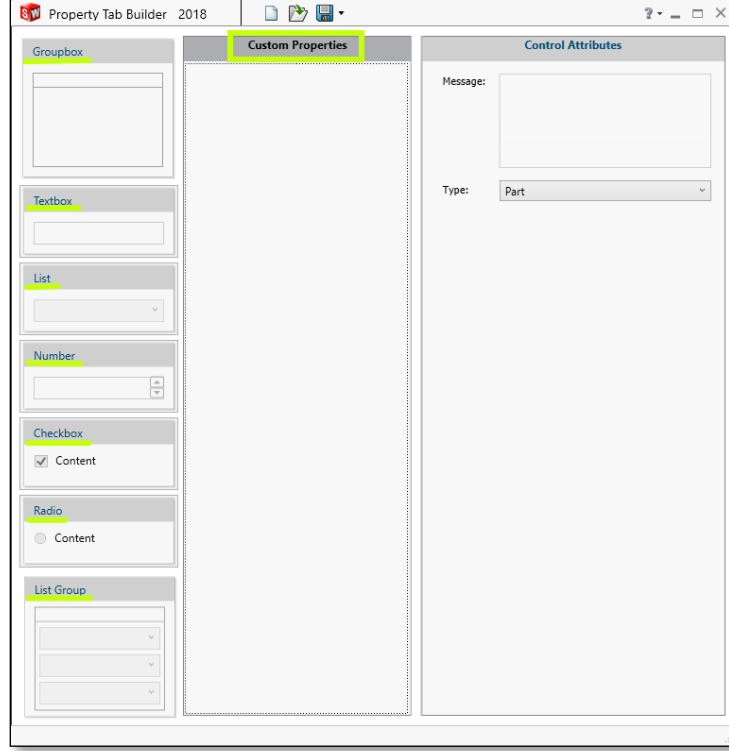 SW Property Tab Builder 2018 ?
Groupbox
Custom Properties
Control Attributes
Message:
Textbox
Type: Part
List
Number
Checkbox
Content
Radio
Content
List Group